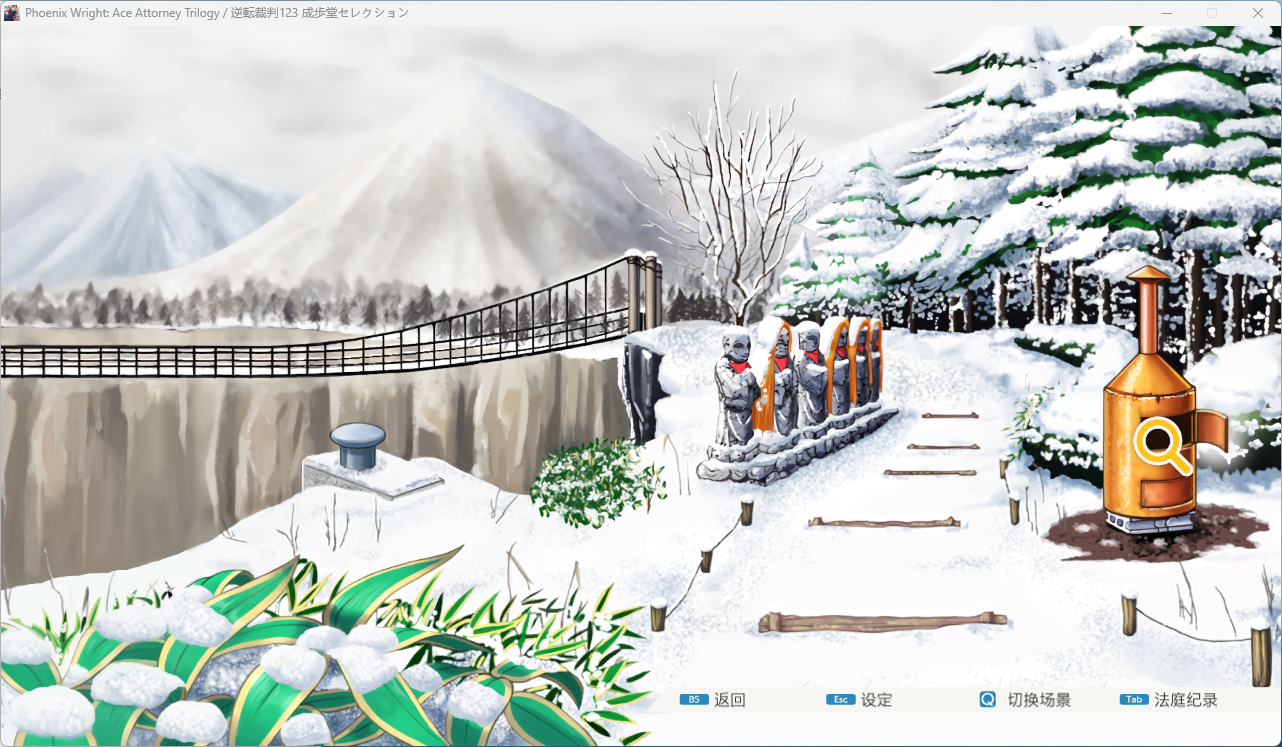 Phoenix Wright: Ace Attorney Trilogy / 逆転裁判123 成歩堂セレクション
BS 返回 Esc 设定 Q 切换场景 Tab 法庭纪录